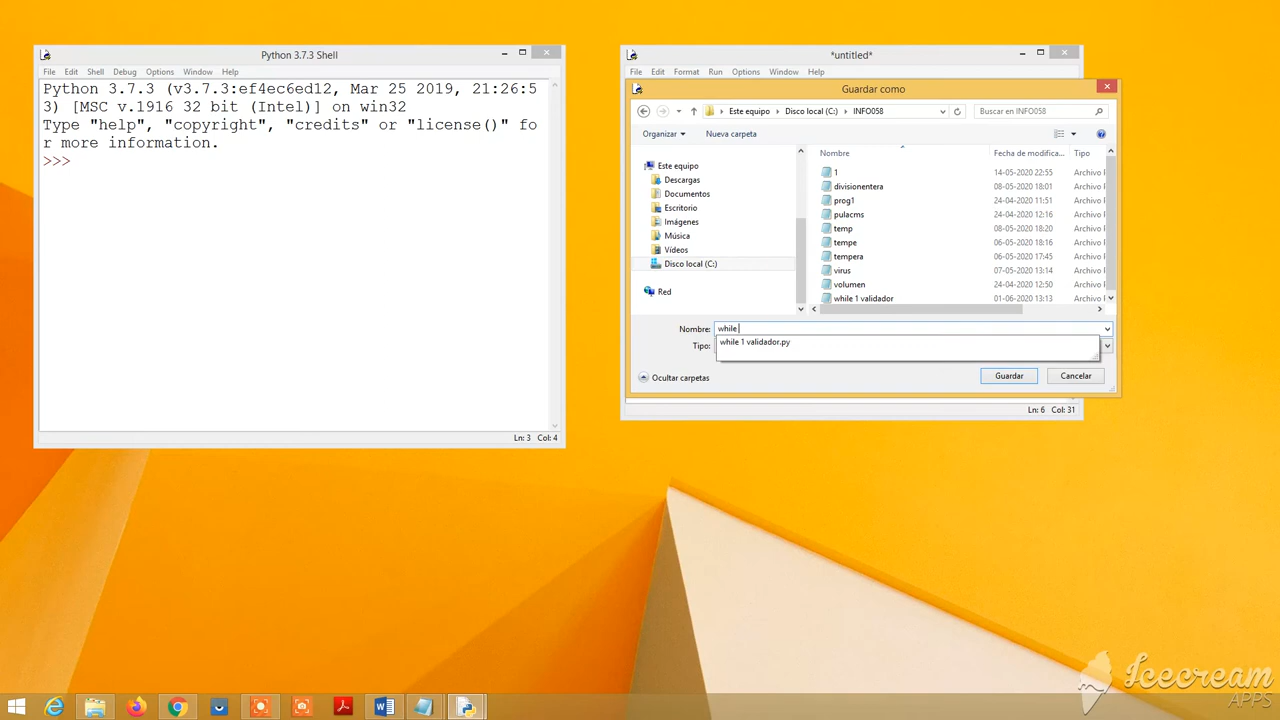 Python 3.7.3 Shell
File Edit Shell Debug Options Window Help
Python 3.7.3 (v3.7.3:ef4ec6ed12, Mar 25 2019, 21:26:5
3) [MSC v.1916 32 bit (Intel)] on win32
Type "help", "copyright", "credits" or "license()" fo
r more information.
>>>
Ln: 3 Col: 4
*untitled*
File Edit Format Run Options Window Help
Guardar como
Este equipo Disco local (C:) INFO058
Buscar en INFO058
Organizar Nueva carpeta
Este equipo
Descargas
Documentos
Escritorio
Imágenes
Música
Vídeos
Disco local (C:)
Red
Nombre Fecha de modifica... Tipo
1 14-05-2020 22:55 Archivo
divisionentera 08-05-2020 18:01 Archivo
prog1 24-04-2020 11:51 Archivo
pulacms 24-04-2020 12:16 Archivo
temp 08-05-2020 18:20 Archivo
tempe 06-05-2020 18:16 Archivo
tempera 06-05-2020 17:45 Archivo
virus 07-05-2020 13:14 Archivo
volumen 24-04-2020 12:50 Archivo
while 1 validador 01-06-2020 13:13 Archivo
Nombre: while
while 1 validador.py
Tipo:
Ocultar carpetas
Guardar Cancelar
Ln: 6 Col: 31
Icecream
APPS